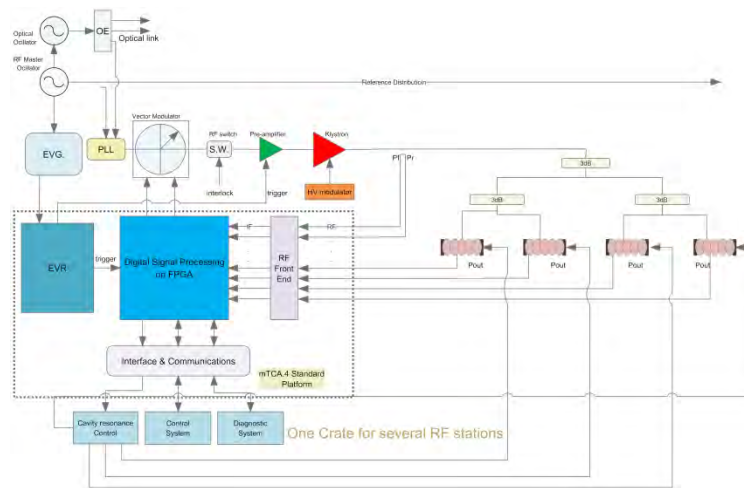 Optical
Ocillator
OE
Optical link
RF Master
Ocillator
Reference Distribution
Vector Modulator
EVG.
PLL
RF switch
S.W.
Pre-amplifier
Klystron
Pf
Pr
3dB
interlock
trigger
HV-modulator
3dB
3dB
EVR
trigger
Digital Signal Processing
on FPGA
IF
RF
RF
Front
End
Pout
Pout
Pout
Pout
Interface & Communications
mTCA.4 Standard
Platform
Cavity resonance
Control
Control
System
Diagnostic
System
One Crate for several RF stations